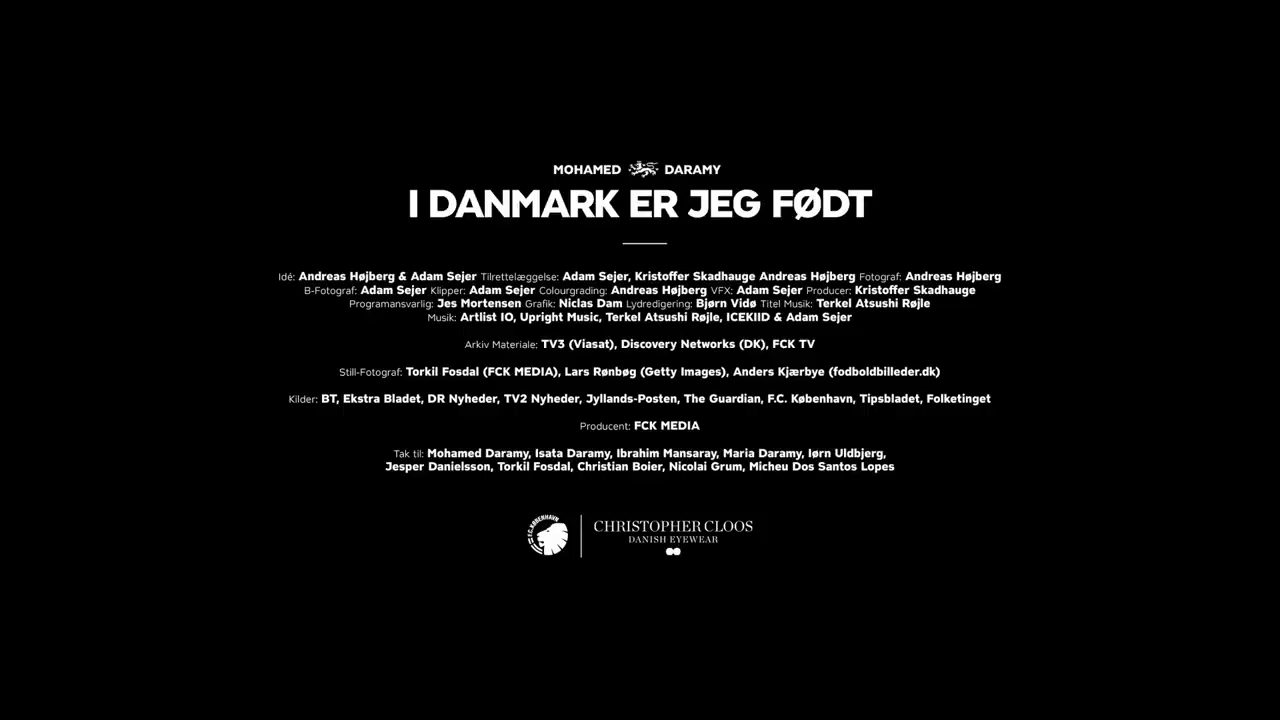 MOHAMED DARAMY
I DANMARK ER JEG FØDT
Idé: Andreas Højberg & Adam Sejer Tilrettelæggelse: Adam Sejer, Kristoffer Skadhauge Andreas Højberg Fotograf: Andreas Højberg
B-Fotograf: Adam Sejer Klipper: Adam Sejer Colourgrading: Andreas Højberg VFX: Adam Sejer Producer: Kristoffer Skadhauge
Programansvarlig: Jes Mortensen Grafik: Niclas Dam Lydredigering: Bjørn Vidø Titel Musik: Terkel Atsushi Røjle
Musik: Artlist IO, Upright Music, Terkel Atsushi Røjle, ICEKIID & Adam Sejer
Arkiv Materiale: TV3 (Viasat), Discovery Networks (DK), FCK TV
Still-Fotograf: Torkil Fosdal (FCK MEDIA), Lars Rønbøg (Getty Images), Anders Kjærbye (fodboldbilleder.dk)
Kilder: BT, Ekstra Bladet, DR Nyheder, TV2 Nyheder, Jyllands-Posten, The Guardian, F.C. København, Tipsbladet, Folketinget
Producent: FCK MEDIA
Tak til: Mohamed Daramy, Isata Daramy, Ibrahim Mansaray, Maria Daramy, Iørn Uldbjerg,
Jesper Danielsson, Torkil Fosdal, Christian Boier, Nicolai Grum, Micheu Dos Santos Lopes
F.C. KØBENHAVN
CHRISTOPHER CLOOS
DANISH EYEWEAR